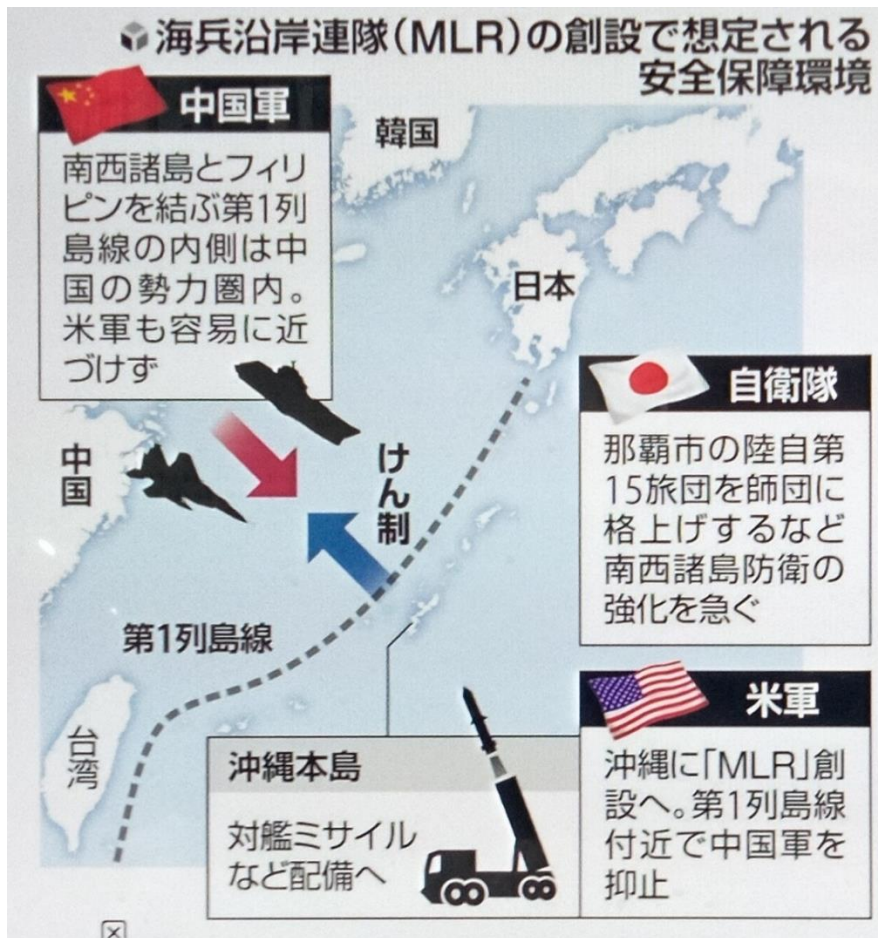 海兵沿岸連隊(MLR)の創設で想定される
安全保障環境
中国軍
南西諸島とフィリ
ピンを結ぶ第1列
島線の内側は中
国の勢力圏内。
米軍も容易に近
づけず
韓国
日本
自衛隊
那覇市の陸自第
15旅団を師団に
格上げするなど
南西諸島防衛の
強化を急ぐ
中国
けん制
第1列島線
台湾
沖縄本島
対艦ミサイル
など配備へ
米軍
沖縄に「MLR」創
設へ。第1列島線
付近で中国軍を
抑止